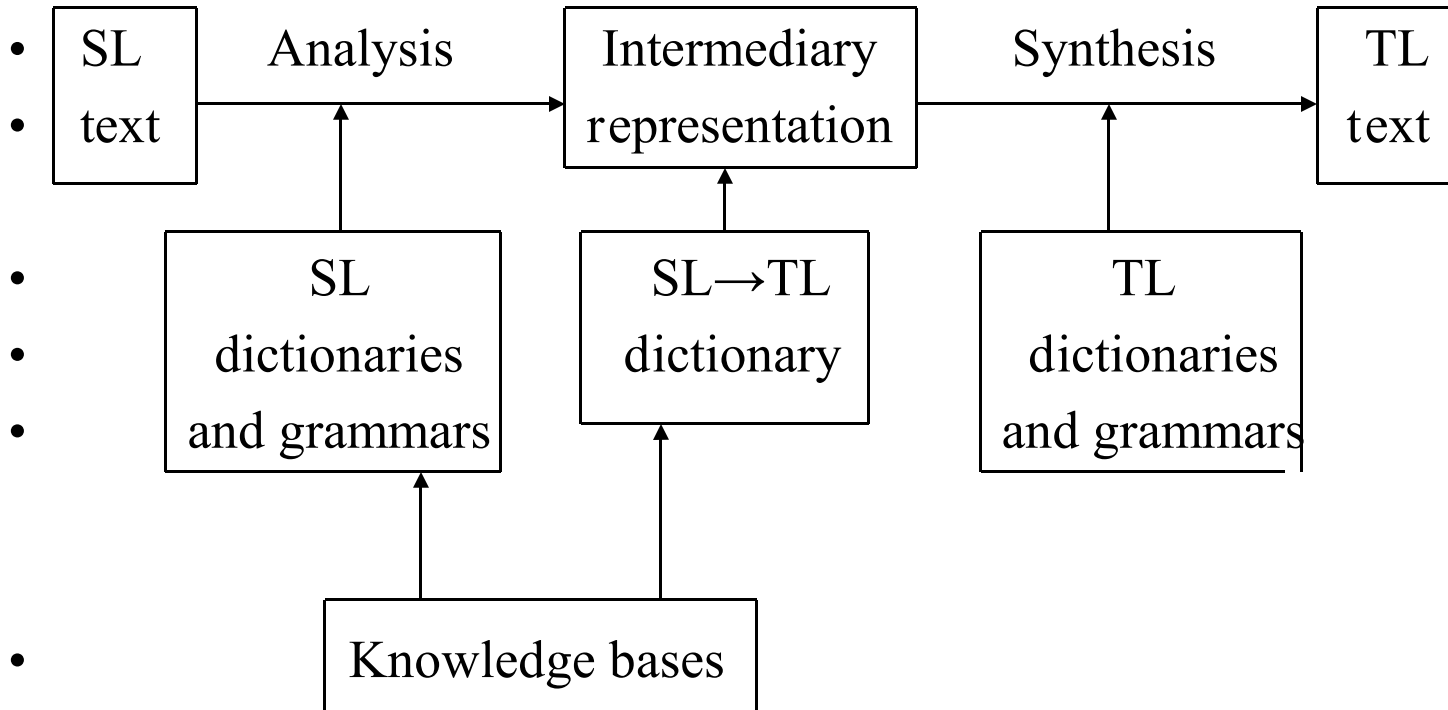 • SL Analysis Intermediary Synthesis TL
• text representation text
• SL SL→TL TL
• dictionaries dictionary dictionaries
• and grammars and grammars
• Knowledge bases